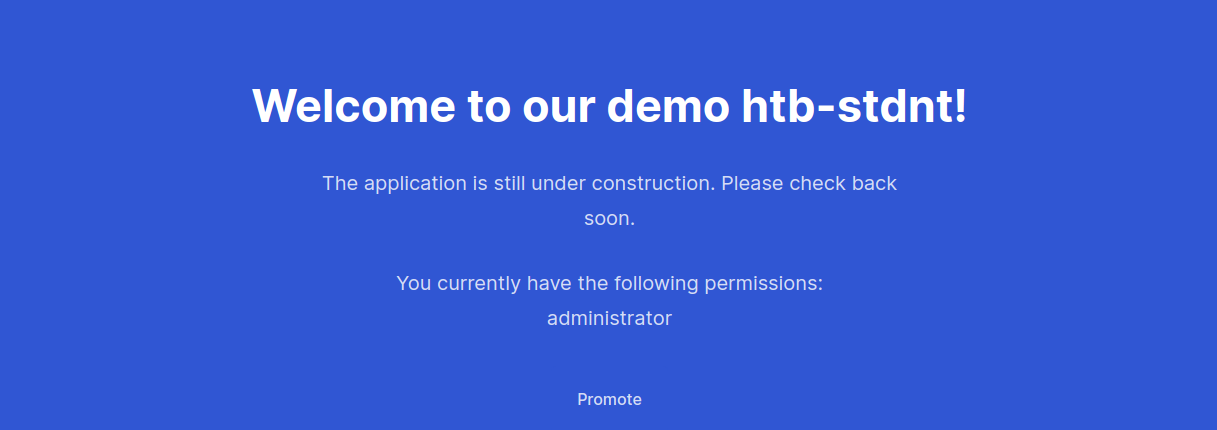 Welcome to our demo htb-stdnt!
The application is still under construction. Please check back
soon.
You currently have the following permissions:
administrator
Promote